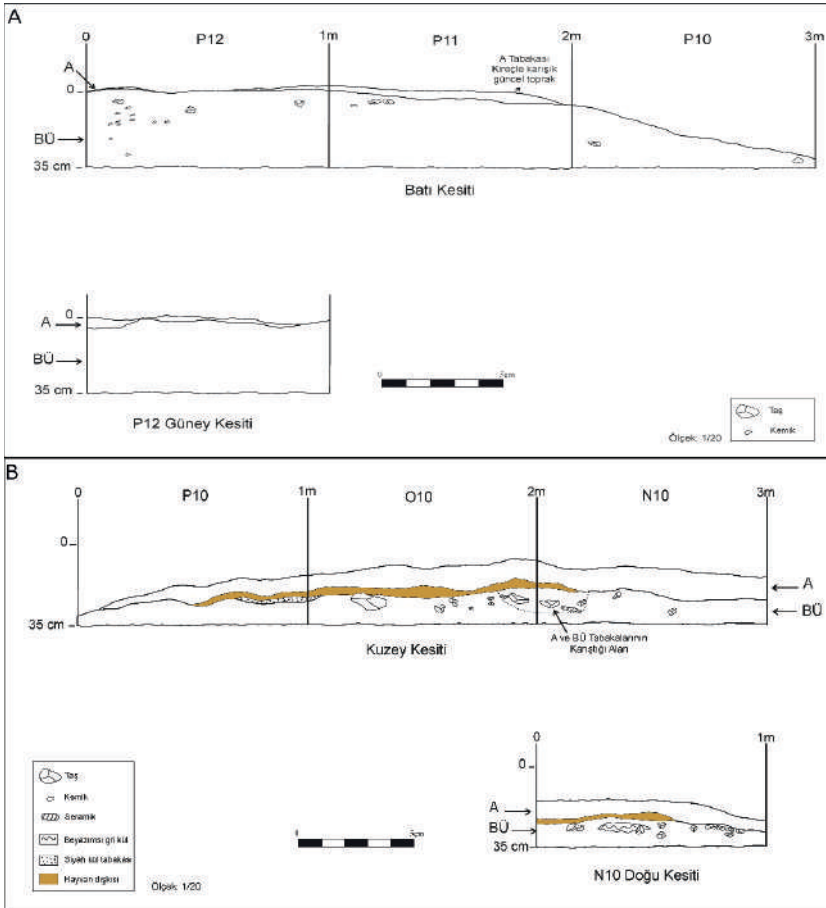 A
0 P12 1m P11 2m P10 3m
A Tabakası
Kireçle karışık
güncel toprak
A
0
BÜ
35 cm
Batı Kesiti
0
A
BÜ
35 cm
P12 Güney Kesiti
Taş
Kemik
Ölçek: 1/20
B
0 P10 1m O10 2m N10 3m
0
A
BÜ
35 cm
A ve BÜ Tabakalarının
Karıştığı Alan
Kuzey Kesiti
0 1m
0
A
BÜ
35 cm
N10 Doğu Kesiti
Taş
Kemik
Seramik
Beyazımsı gri kül
Siyah kül tabakası
Hayvan dışkısı
Ölçek: 1/20